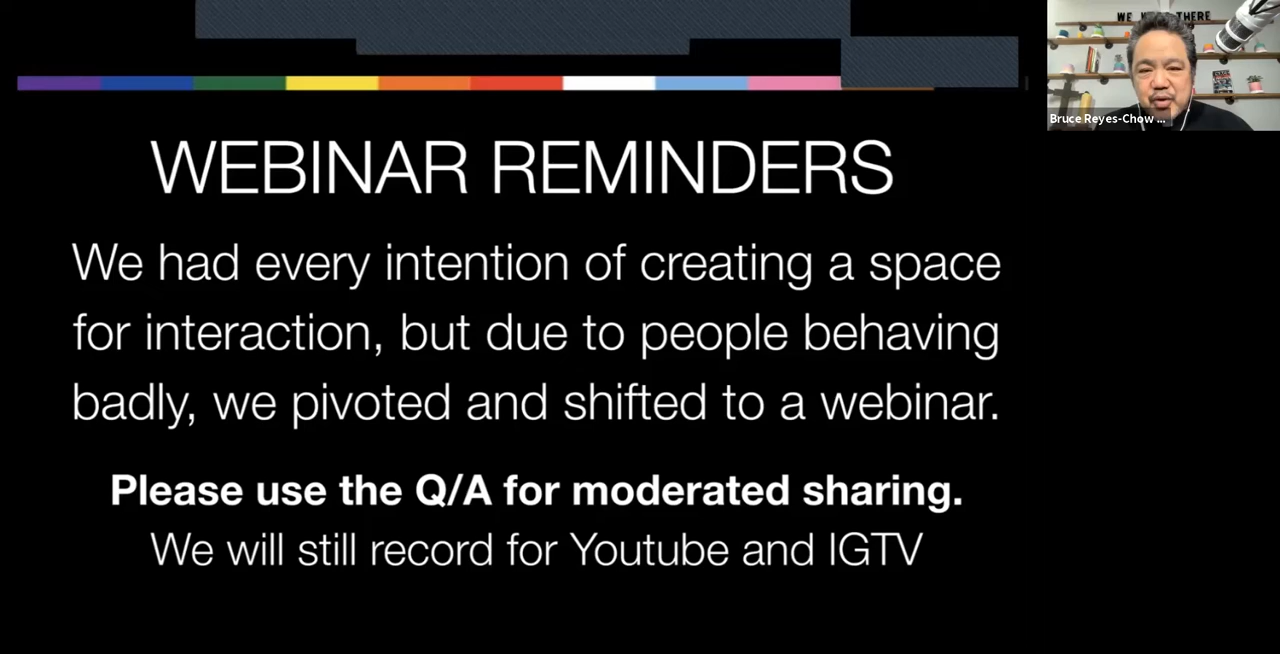 WE W THERE
Bruce Reyes-Chow ...
WEBINAR REMINDERS
We had every intention of creating a space
for interaction, but due to people behaving
badly, we pivoted and shifted to a webinar.
Please use the Q/A for moderated sharing.
We will still record for Youtube and IGTV